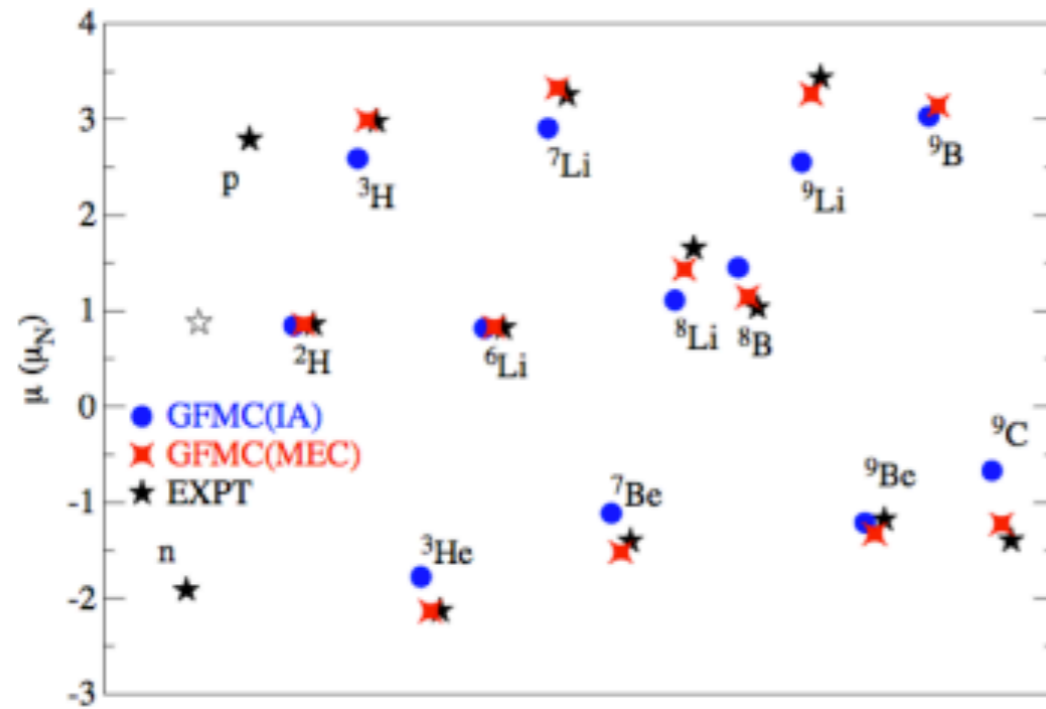 4
3
2
1
0
-1
-2
-3
μ (μN)
p
n
²H
³H
³He
⁶Li
⁷Li
⁷Be
⁸Li
⁸B
⁹Li
⁹Be
⁹B
⁹C
GFMC(IA)
GFMC(MEC)
EXPT